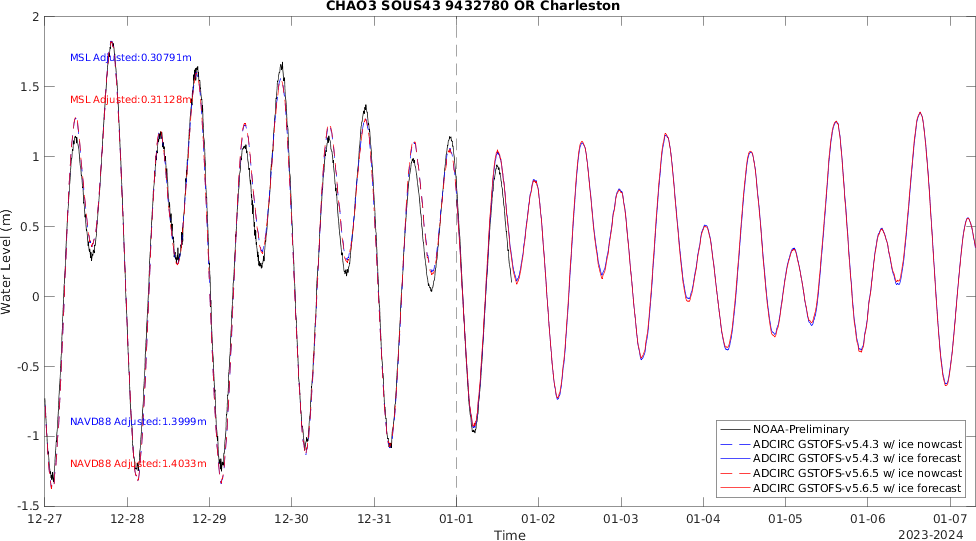 CHAO3 SOUS43 9432780 OR Charleston
2
1.5
1
0.5
0
-0.5
-1
-1.5
Water Level (m)
MSL Adjusted:0.30791m
MSL Adjusted:0.31128m
NAVD88 Adjusted:1.3999m
NAVD88 Adjusted:1.4033m
NOAA-Preliminary
ADCIRC GSTOFS-v5.4.3 w/ ice nowcast
ADCIRC GSTOFS-v5.4.3 w/ ice forecast
ADCIRC GSTOFS-v5.6.5 w/ ice nowcast
ADCIRC GSTOFS-v5.6.5 w/ ice forecast
12-27 12-28 12-29 12-30 12-31 01-01 01-02 01-03 01-04 01-05 01-06 01-07
Time
2023-2024